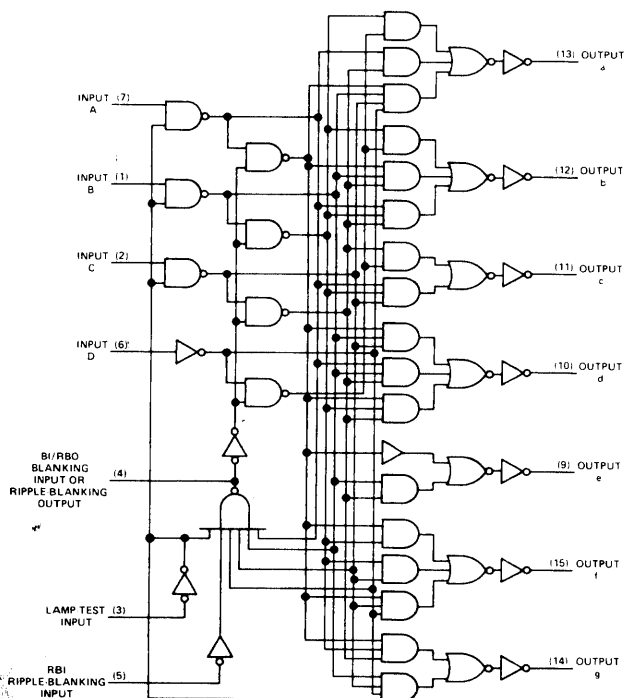 (13) OUTPUT
a
INPUT (7)
A
(12) OUTPUT
b
INPUT (1)
B
INPUT (2)
C
(11) OUTPUT
c
INPUT (6)
D
(10) OUTPUT
d
BI/RBO
BLANKING
INPUT OR
RIPPLE-BLANKING
OUTPUT
(4)
(9) OUTPUT
e
(15) OUTPUT
f
LAMP TEST (3)
INPUT
RBI
RIPPLE-BLANKING (5)
INPUT
(14) OUTPUT
g